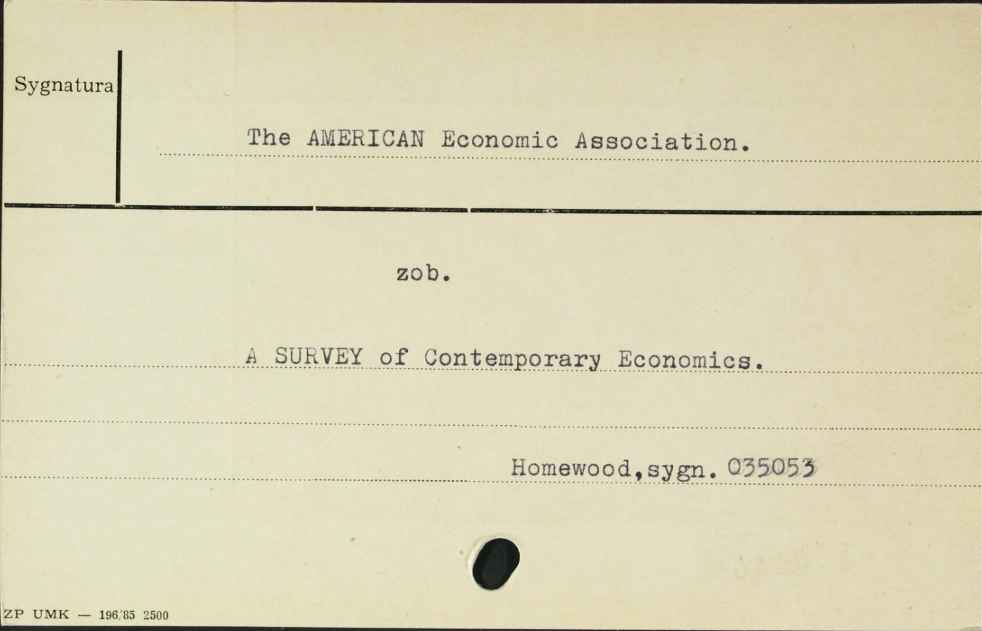 Sygnatura
The AMERICAN Economic Association.
zob.
A SURVEY of Contemporary Economics.
Homewood,sygn. 035053
ZP UMK — 196/85 2500